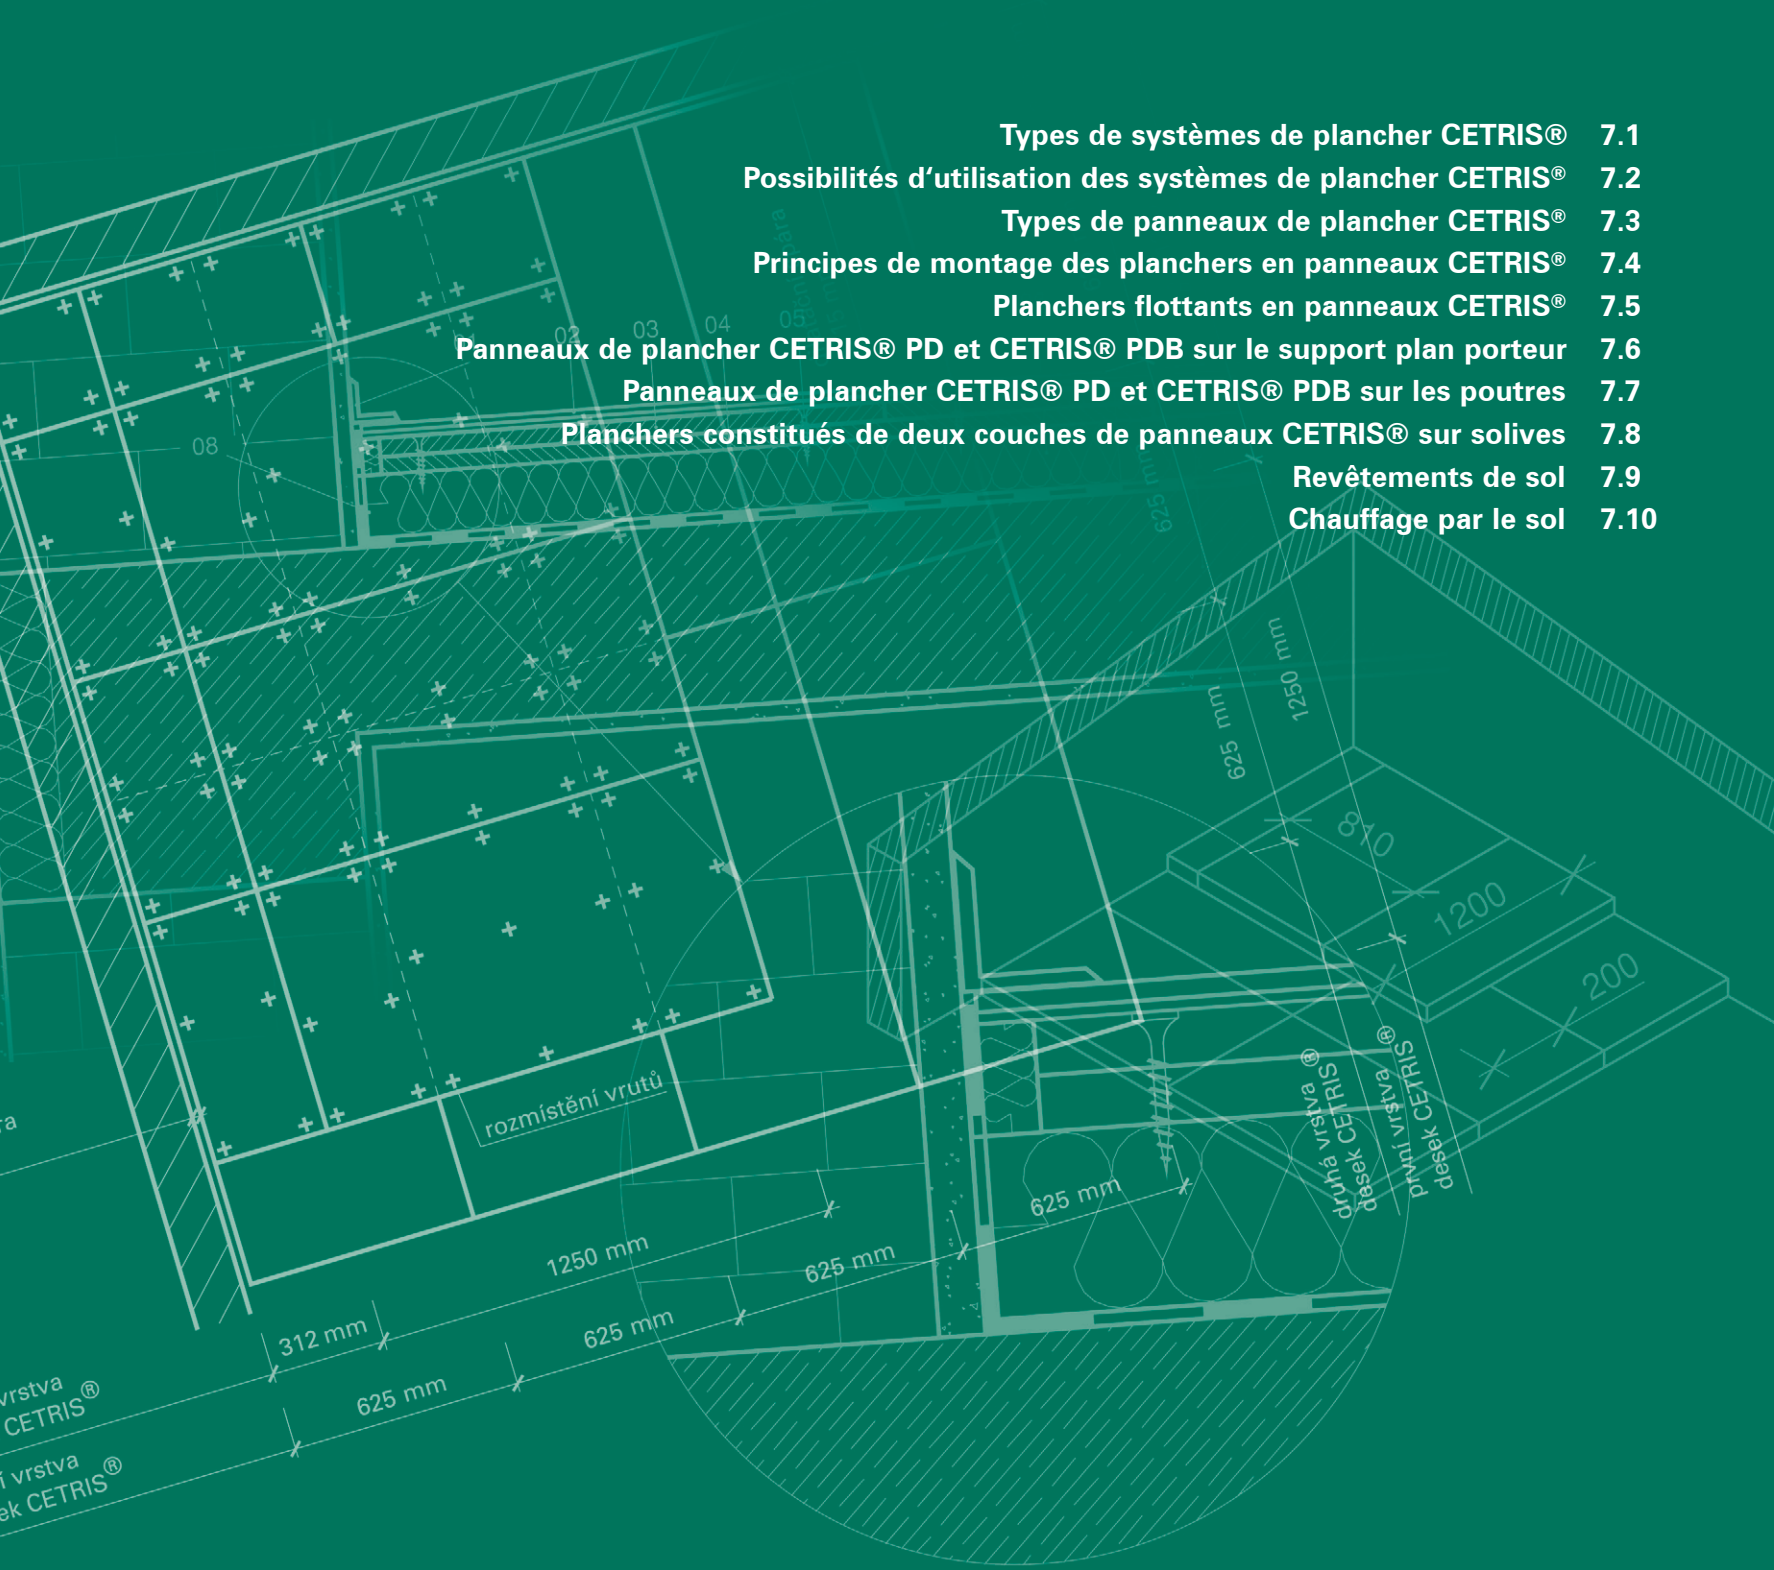 Types de systèmes de plancher CETRIS® 7.1
Possibilités d‘utilisation des systèmes de plancher CETRIS® 7.2
Types de panneaux de plancher CETRIS® 7.3
Principes de montage des planchers en panneaux CETRIS® 7.4
Planchers flottants en panneaux CETRIS® 7.5
Panneaux de plancher CETRIS® PD et CETRIS® PDB sur le support plan porteur 7.6
Panneaux de plancher CETRIS® PD et CETRIS® PDB sur les poutres 7.7
Planchers constitués de deux couches de panneaux CETRIS® sur solives 7.8
Revêtements de sol 7.9
Chauffage par le sol 7.10
02
03
04
05
08
625 mm
1250 mm
625 mm
810
1200
200
druhá vrstva
desek CETRIS®
první vrstva
desek CETRIS®
rozmístění vrutů
625 mm
1250 mm
625 mm
312 mm
625 mm
625 mm
vrstva
CETRIS®
í vrstva
ek CETRIS®